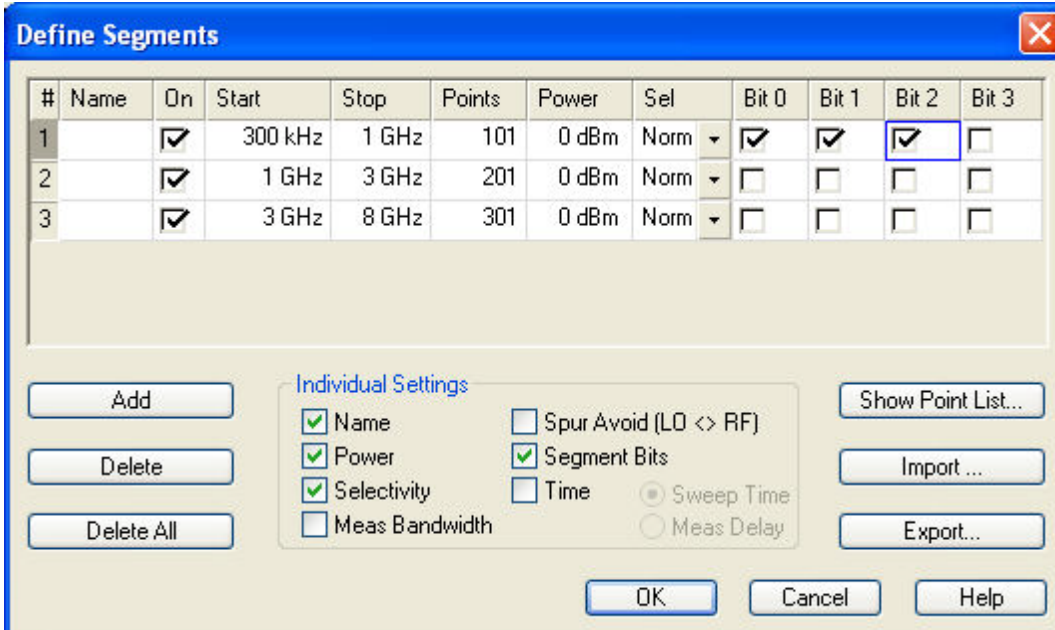 Define Segments
# Name On Start Stop Points Power Sel Bit 0 Bit 1 Bit 2 Bit 3
1 300 kHz 1 GHz 101 0 dBm Norm
2 1 GHz 3 GHz 201 0 dBm Norm
3 3 GHz 8 GHz 301 0 dBm Norm
Individual Settings
Add
Name
Spur Avoid (LO <> RF)
Show Point List...
Power
Segment Bits
Delete
Import ...
Selectivity
Time
Sweep Time
Delete All
Meas Bandwidth
Meas Delay
Export...
OK
Cancel
Help